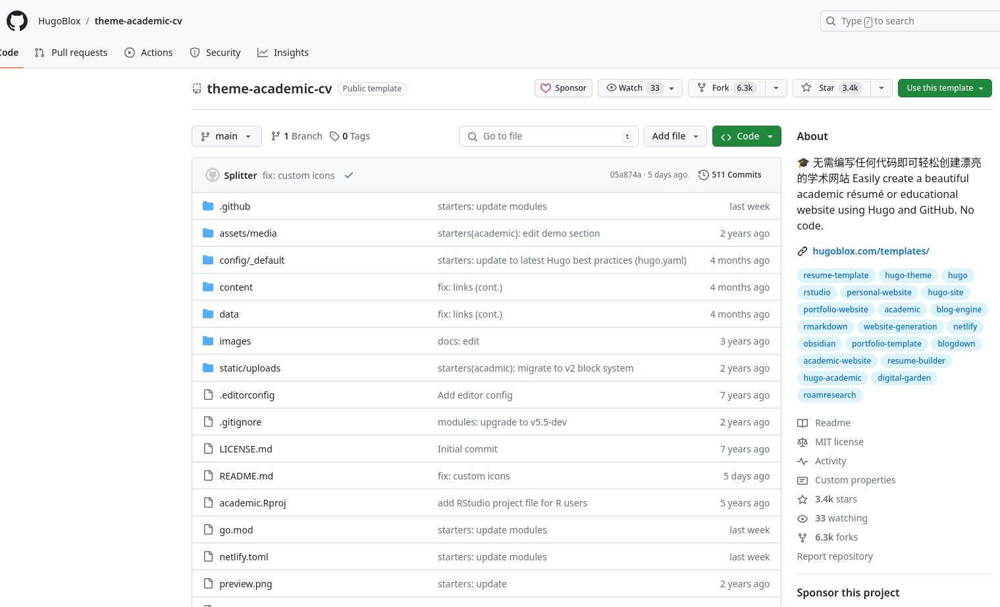 HugoBlox / theme-academic-cv
Type / to search
Code Pull requests Actions Security Insights
theme-academic-cv Public template
Sponsor Watch 33 Fork 6.3k Star 3.4k Use this template
main 1 Branch 0 Tags Go to file t Add file Code
Splitter fix: custom icons 05a874a · 5 days ago 511 Commits
.github starters: update modules last week
assets/media starters(academic): edit demo section 2 years ago
config/_default starters: update to latest Hugo best practices (hugo.yaml) 4 months ago
content fix: links (cont.) 4 months ago
data fix: links (cont.) 4 months ago
images docs: edit 3 years ago
static/uploads starters(acadmic): migrate to v2 block system 2 years ago
.editorconfig Add editor config 7 years ago
.gitignore modules: upgrade to v5.5-dev 2 years ago
LICENSE.md Initial commit 7 years ago
README.md fix: custom icons 5 days ago
academic.Rproj add RStudio project file for R users 5 years ago
go.mod starters: update modules last week
netlify.toml starters: update modules last week
preview.png starters: update 2 years ago
About
🎓 无需编写任何代码即可轻松创建漂亮
的学术网站 Easily create a beautiful
academic résumé or educational
website using Hugo and GitHub. No
code.
hugoblox.com/templates/
resume-template hugo-theme hugo
rstudio personal-website hugo-site
portfolio-website academic blog-engine
rmarkdown website-generation netlify
obsidian portfolio-template blogdown
academic-website resume-builder
hugo-academic digital-garden
roamresearch
Readme
MIT license
Activity
Custom properties
3.4k stars
33 watching
6.3k forks
Report repository
Sponsor this project